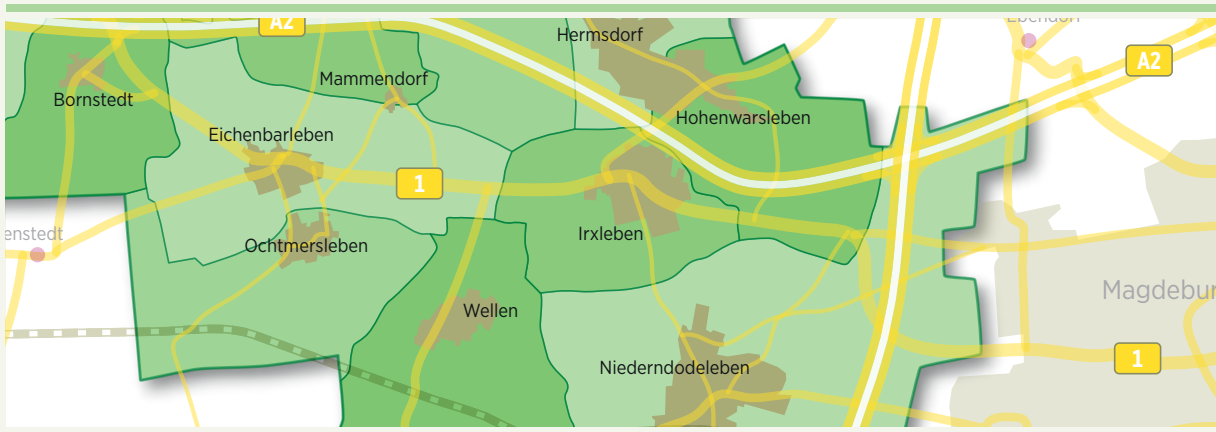 A2
Ebendorf
Hermsdorf
A2
Mammendorf
Bornstedt
Hohenwarsleben
Eichenbarleben
1
enstedt
Ochtmersleben
Irxleben
Magdebur
Wellen
1
Niederndodeleben